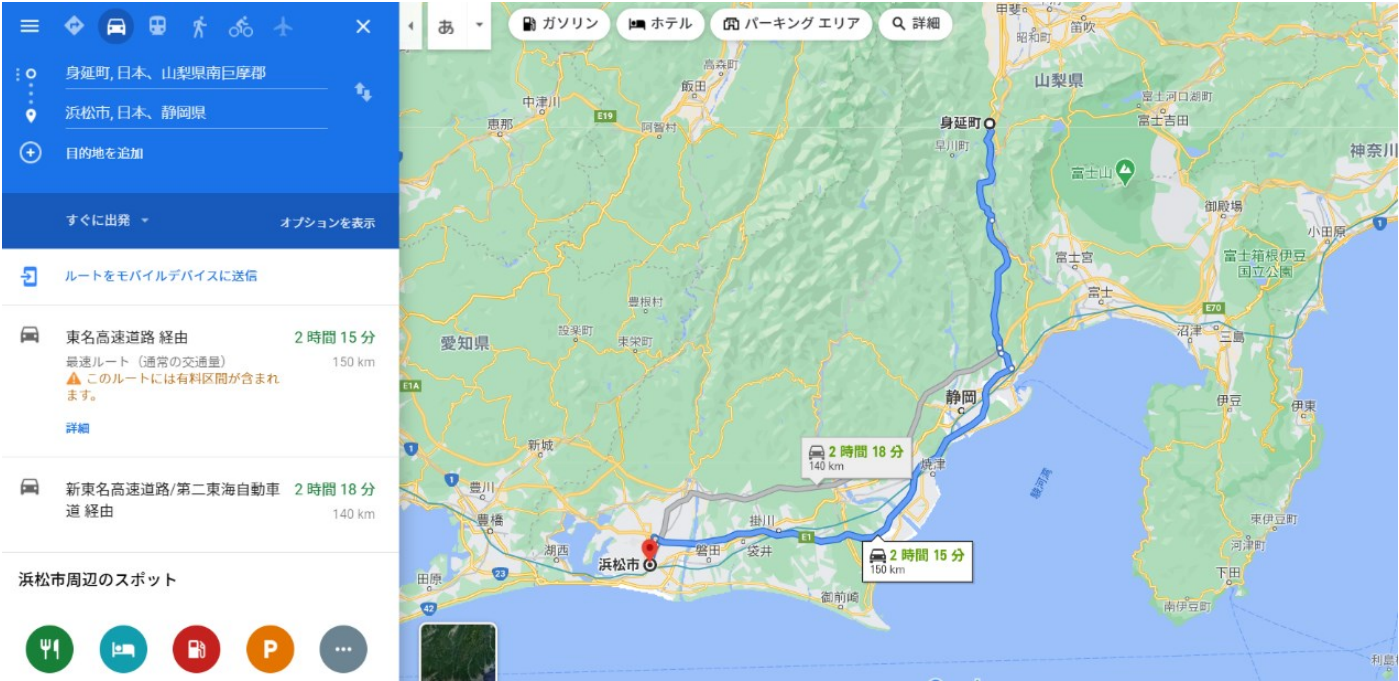 身延町, 日本、山梨県南巨摩郡
浜松市, 日本、静岡県
目的地を追加
すぐに出発
オプションを表示
ルートをモバイルデバイスに送信
東名高速道路 経由
2 時間 15 分
最速ルート（通常の交通量）
150 km
このルートには有料区間が含まれ
ます。
詳細
新東名高速道路/第二東海自動車
道 経由
2 時間 18 分
140 km
浜松市周辺のスポット
P
あ
ガソリン
ホテル
パーキング エリア
詳細
甲斐
笛吹
昭和町
高森町
飯田
山梨県
中津川
富士河口湖町
恵那
E19
阿智村
身延町
富士吉田
早川町
神奈川
富士山
御殿場
1
小田原
富士宮
富士箱根伊豆
国立公園
豊根村
富士
E70
設楽町
東栄町
沼津
三島
愛知県
E1A
静岡
伊豆
伊東
1
新城
2 時間 18 分
140 km
焼津
駿河湾
1
豊川
豊橋
掛川
東伊豆町
E1
湖西
磐田
袋井
2 時間 15 分
150 km
河津町
浜松市
田原
23
下田
42
御前崎
南伊豆町
利島